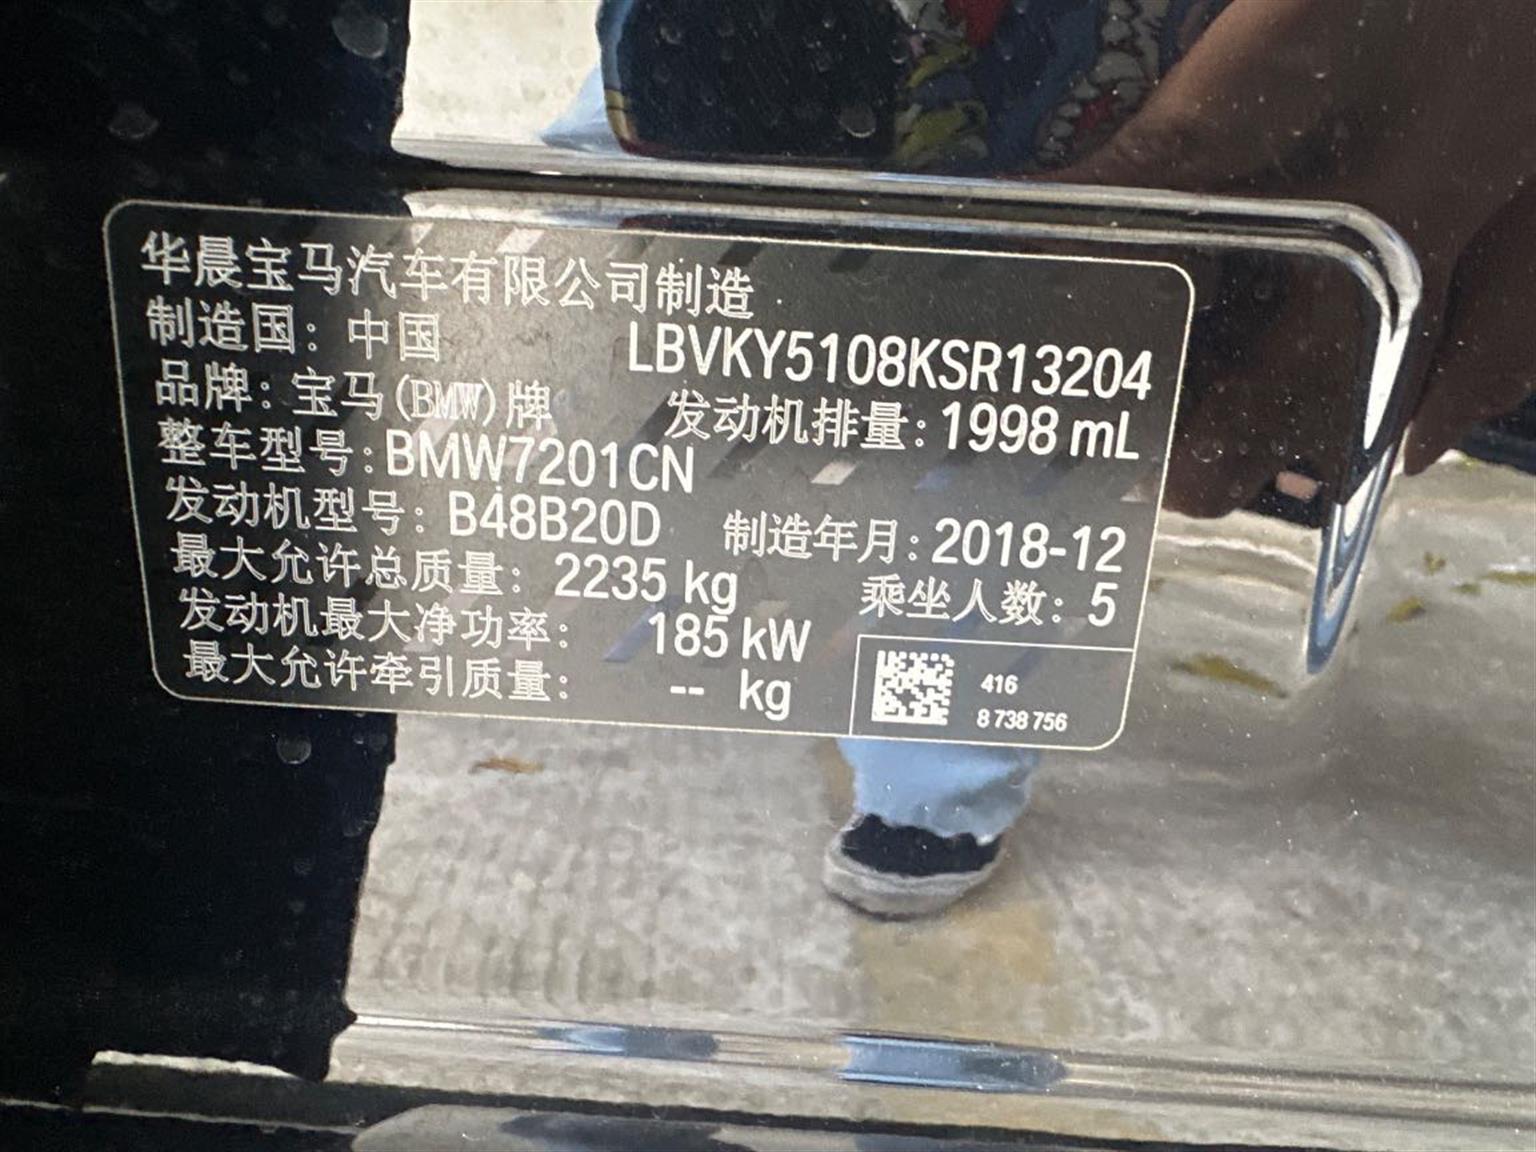 华晨宝马汽车有限公司制造
制造国：中国 LBVKY5108KSR13204
品牌：宝马(BMW)牌 发动机排量：1998 mL
整车型号：BMW7201CN
发动机型号：B48B20D 制造年月：2018-12
最大允许总质量：2235 kg 乘坐人数：5
发动机最大净功率：185 kW
最大允许牵引质量：-- kg
416
8 738 756